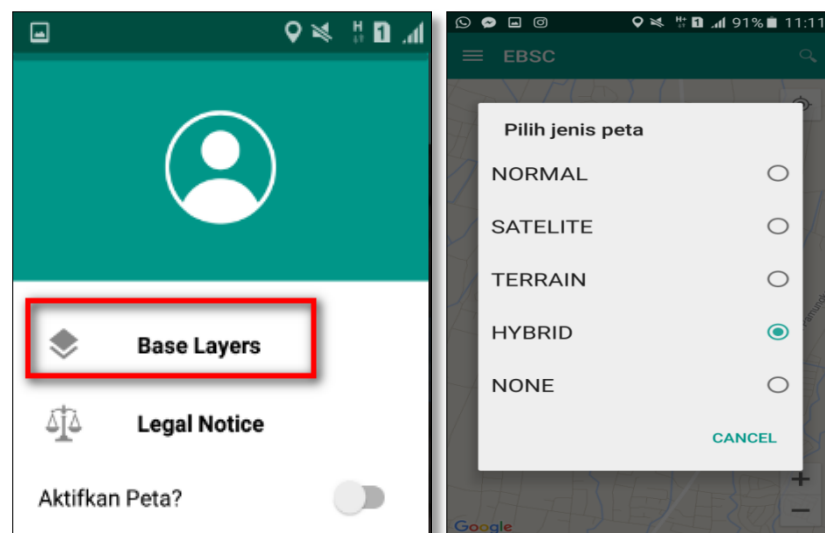 Base Layers
Legal Notice
Aktifkan Peta?
91% 11:11
EBSC
Pilih jenis peta
NORMAL
SATELITE
TERRAIN
HYBRID
NONE
CANCEL
Google